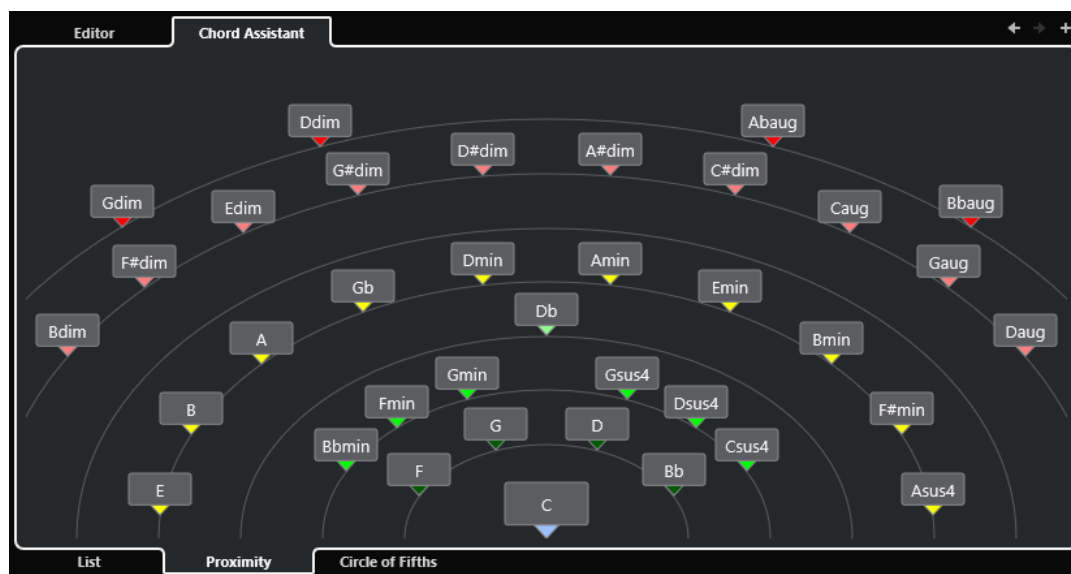 Editor
Chord Assistant
Ddim
Abaug
D#dim
A#dim
G#dim
C#dim
Gdim
Edim
Caug
Bbaug
F#dim
Gaug
Dmin
Amin
Gb
Emin
Db
Bdim
A
Bmin
Daug
Gmin
Gsus4
B
Fmin
Dsus4
F#min
G
D
Bbmin
Csus4
F
Bb
E
C
Asus4
List
Proximity
Circle of Fifths